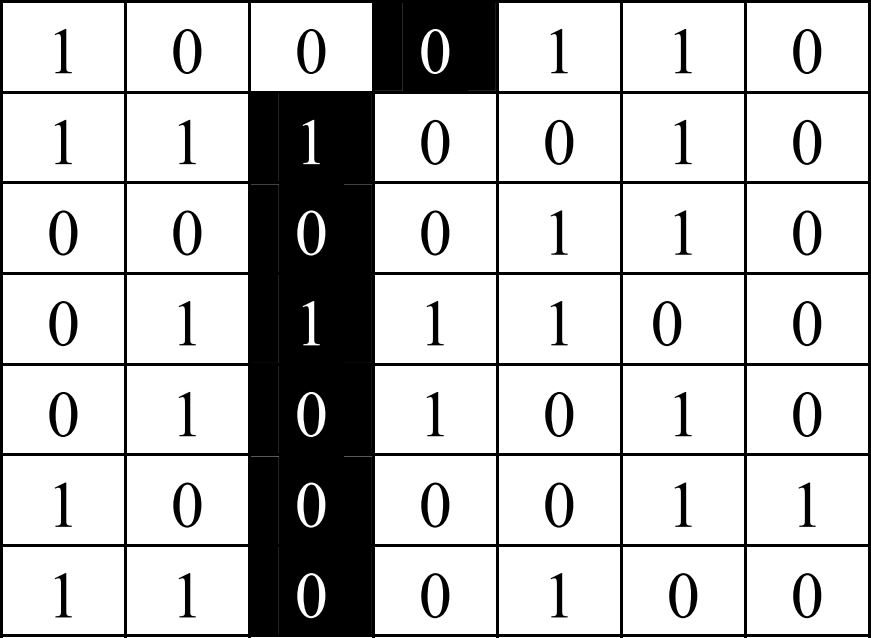 1 0 0 0 1 1 0
1 1 1 0 0 1 0
0 0 0 0 1 1 0
0 1 1 1 1 0 0
0 1 0 1 0 1 0
1 0 0 0 0 1 1
1 1 0 0 1 0 0